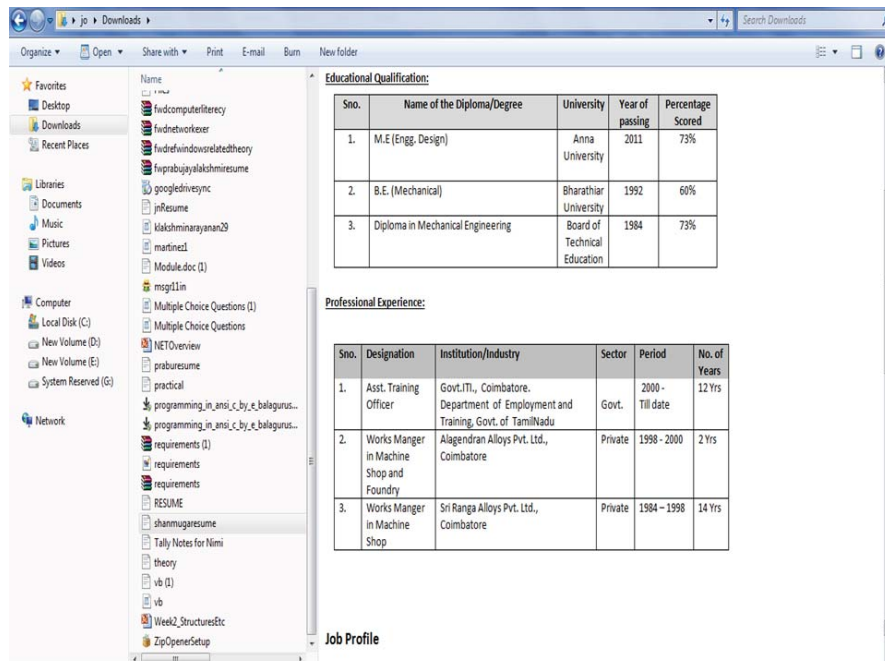 jo ▸ Downloads ▸
Search Downloads
Organize ▾ Open ▾ Share with ▾ Print E-mail Burn New folder
Favorites
Desktop
Downloads
Recent Places
Libraries
Documents
Music
Pictures
Videos
Computer
Local Disk (C:)
New Volume (D:)
New Volume (E:)
System Reserved (G:)
Network
Name
fwdcomputerliterecy
fwdnetworkexer
fwdrefwindowsrelatedtheory
fwprabujayalakshmiresume
googledrivesync
jnResume
klakshminarayanan29
martinez1
Module.doc (1)
msgr11in
Multiple Choice Questions (1)
Multiple Choice Questions
NETOverview
praburesume
practical
programming_in_ansi_c_by_e_balagurus...
programming_in_ansi_c_by_e_balagurus...
requirements (1)
requirements
requirements
RESUME
shanmugaresume
Tally Notes for Nimi
theory
vb (1)
vb
Week2_StructuresEtc
ZipOpenerSetup
Educational Qualification:
Sno. Name of the Diploma/Degree University Year of passing Percentage Scored
1. M.E (Engg. Design) Anna University 2011 73%
2. B.E. (Mechanical) Bharathiar University 1992 60%
3. Diploma in Mechanical Engineering Board of Technical Education 1984 73%
Professional Experience:
Sno. Designation Institution/Industry Sector Period No. of Years
1. Asst. Training Officer Govt.ITI., Coimbatore. Department of Employment and Training, Govt. of TamilNadu Govt. 2000 - Till date 12 Yrs
2. Works Manger in Machine Shop and Foundry Alagendran Alloys Pvt. Ltd., Coimbatore Private 1998 - 2000 2 Yrs
3. Works Manger in Machine Shop Sri Ranga Alloys Pvt. Ltd., Coimbatore Private 1984 – 1998 14 Yrs
Job Profile